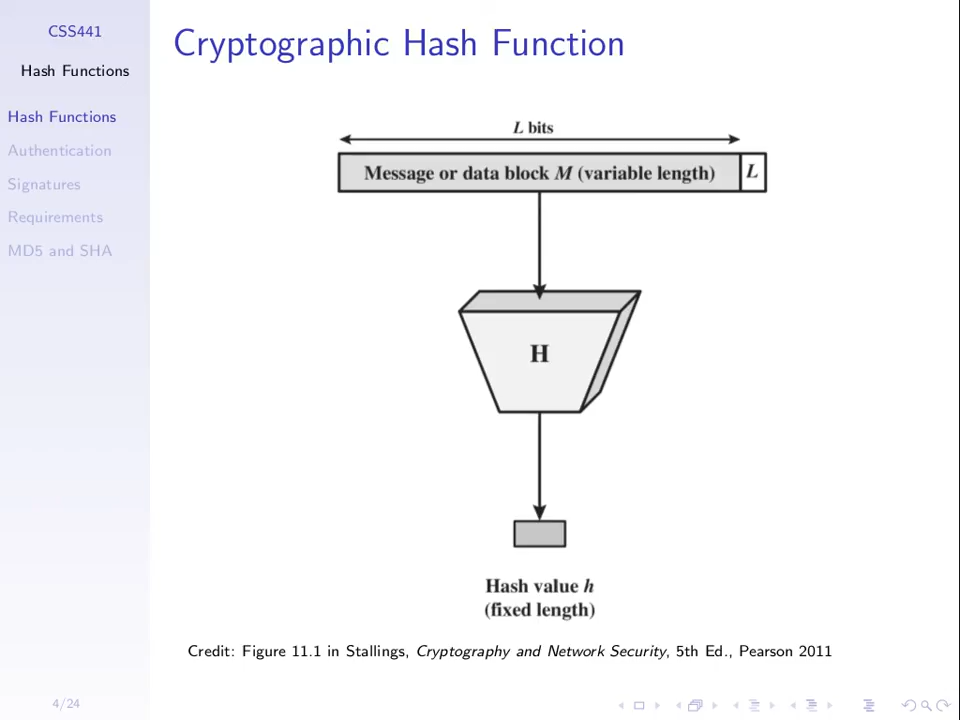 CSS441
Hash Functions
Hash Functions
Authentication
Signatures
Requirements
MD5 and SHA
Cryptographic Hash Function
L bits
Message or data block M (variable length)
L
H
Hash value h
(fixed length)
Credit: Figure 11.1 in Stallings, Cryptography and Network Security, 5th Ed., Pearson 2011
4/24